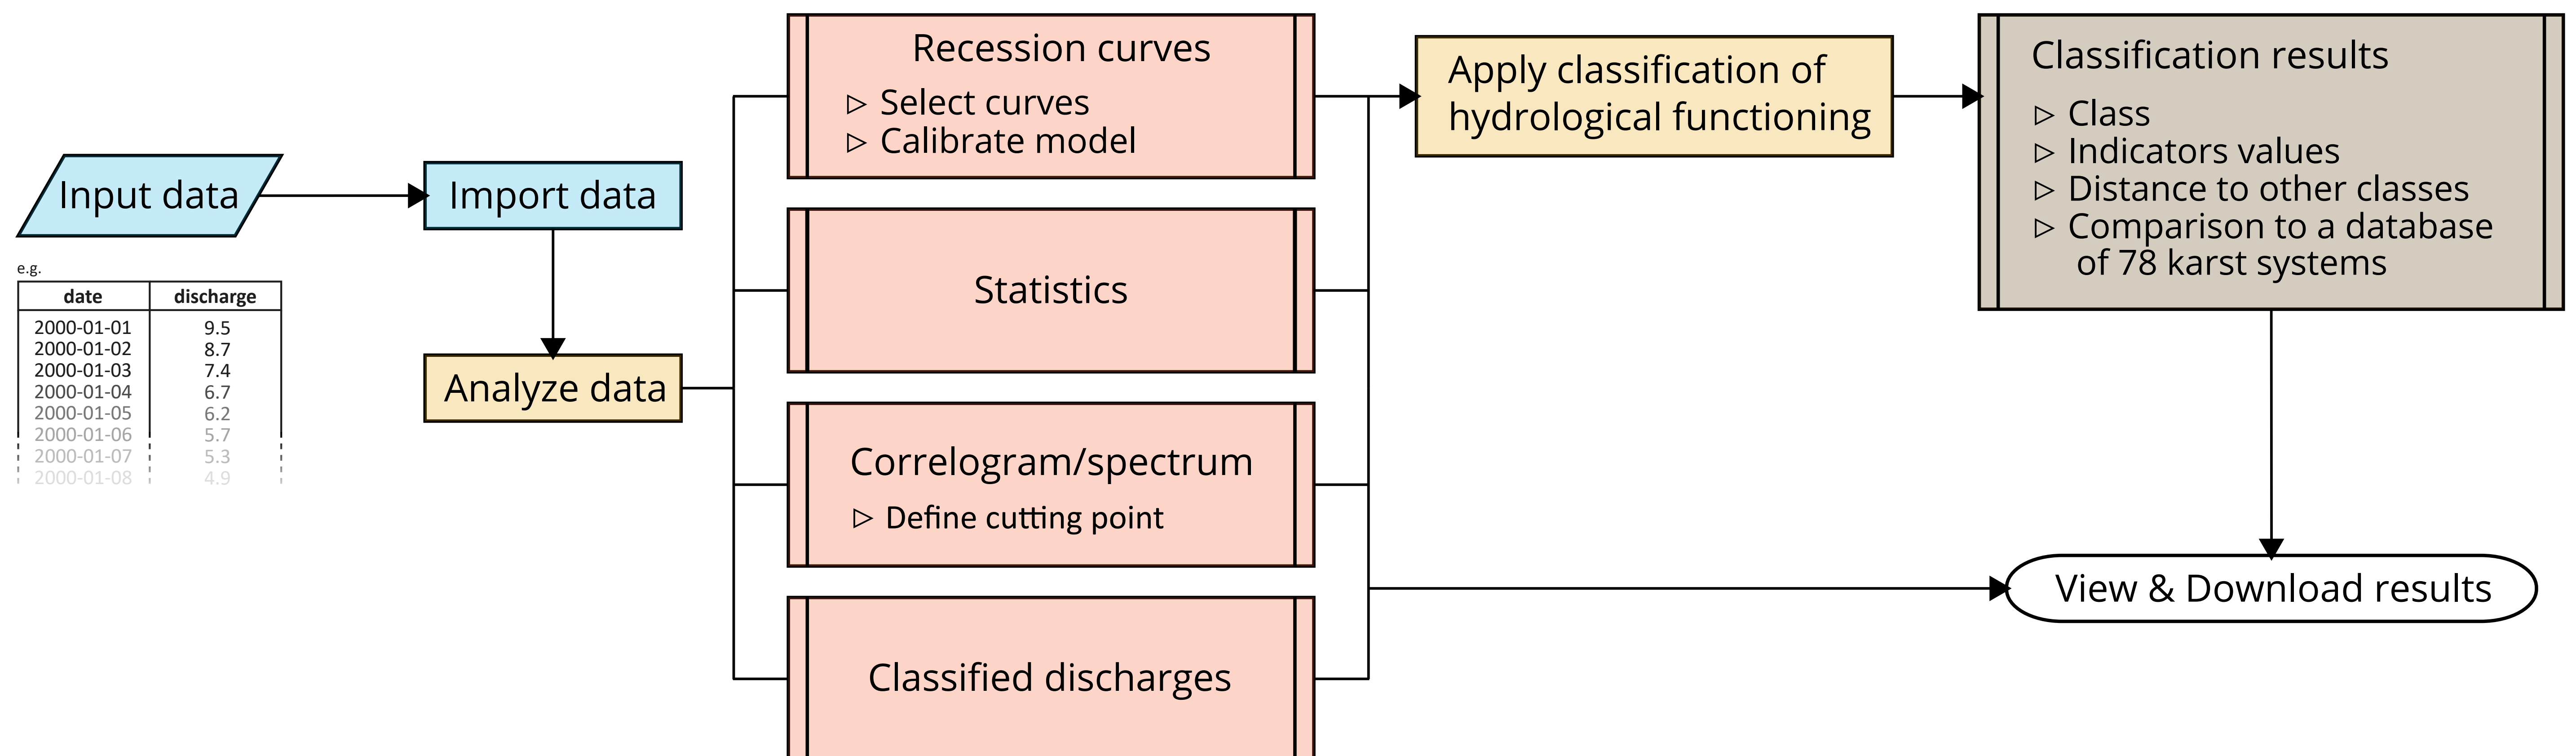 Input data
e.g.
date discharge
2000-01-01 9.5
2000-01-02 8.7
2000-01-03 7.4
2000-01-04 6.7
2000-01-05 6.2
2000-01-06 5.7
2000-01-07 5.3
2000-01-08 4.9
Import data
Analyze data
Recession curves
▷ Select curves
▷ Calibrate model
Statistics
Correlogram/spectrum
▷ Define cutting point
Classified discharges
Apply classification of
hydrological functioning
Classification results
▷ Class
▷ Indicators values
▷ Distance to other classes
▷ Comparison to a database
of 78 karst systems
View & Download results